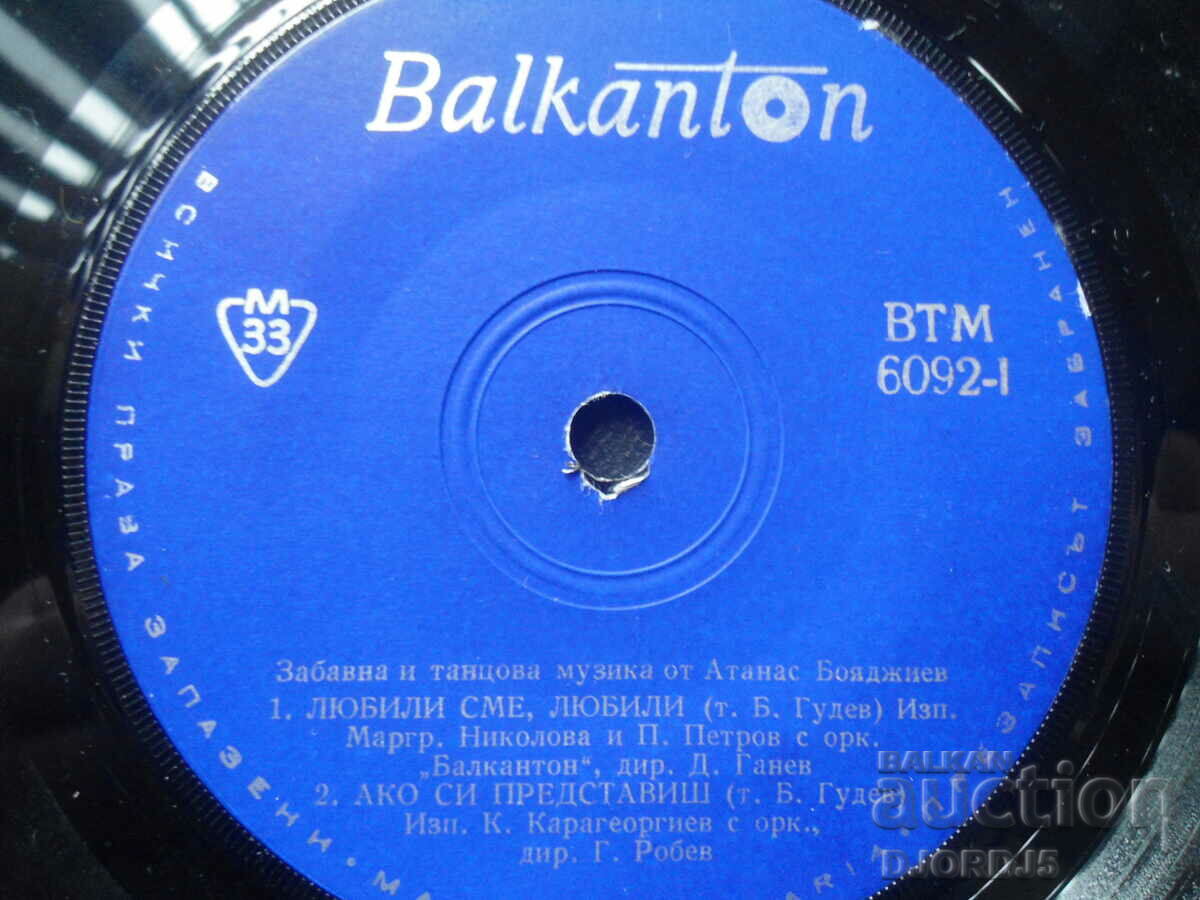 Balkanton
M
33
ВТМ
6092-I
ВСИЧКИ ПРАВА ЗАПАЗЕНИ
ЗАПИСЪТ ЗАБРАНЕН
Забавна и танцова музика от Атанас Бояджиев
1. ЛЮБИЛИ СМЕ, ЛЮБИЛИ (т. Б. Гудев) Изп.
Маргр. Николова и П. Петров с орк.
„Балкантон“, дир. Д. Ганев
2. АКО СИ ПРЕДСТАВИШ (т. Б. Гудев)
Изп. К. Карагеоргиев с орк.,
дир. Г. Робев
BALKAN
auction
DJORDJ5